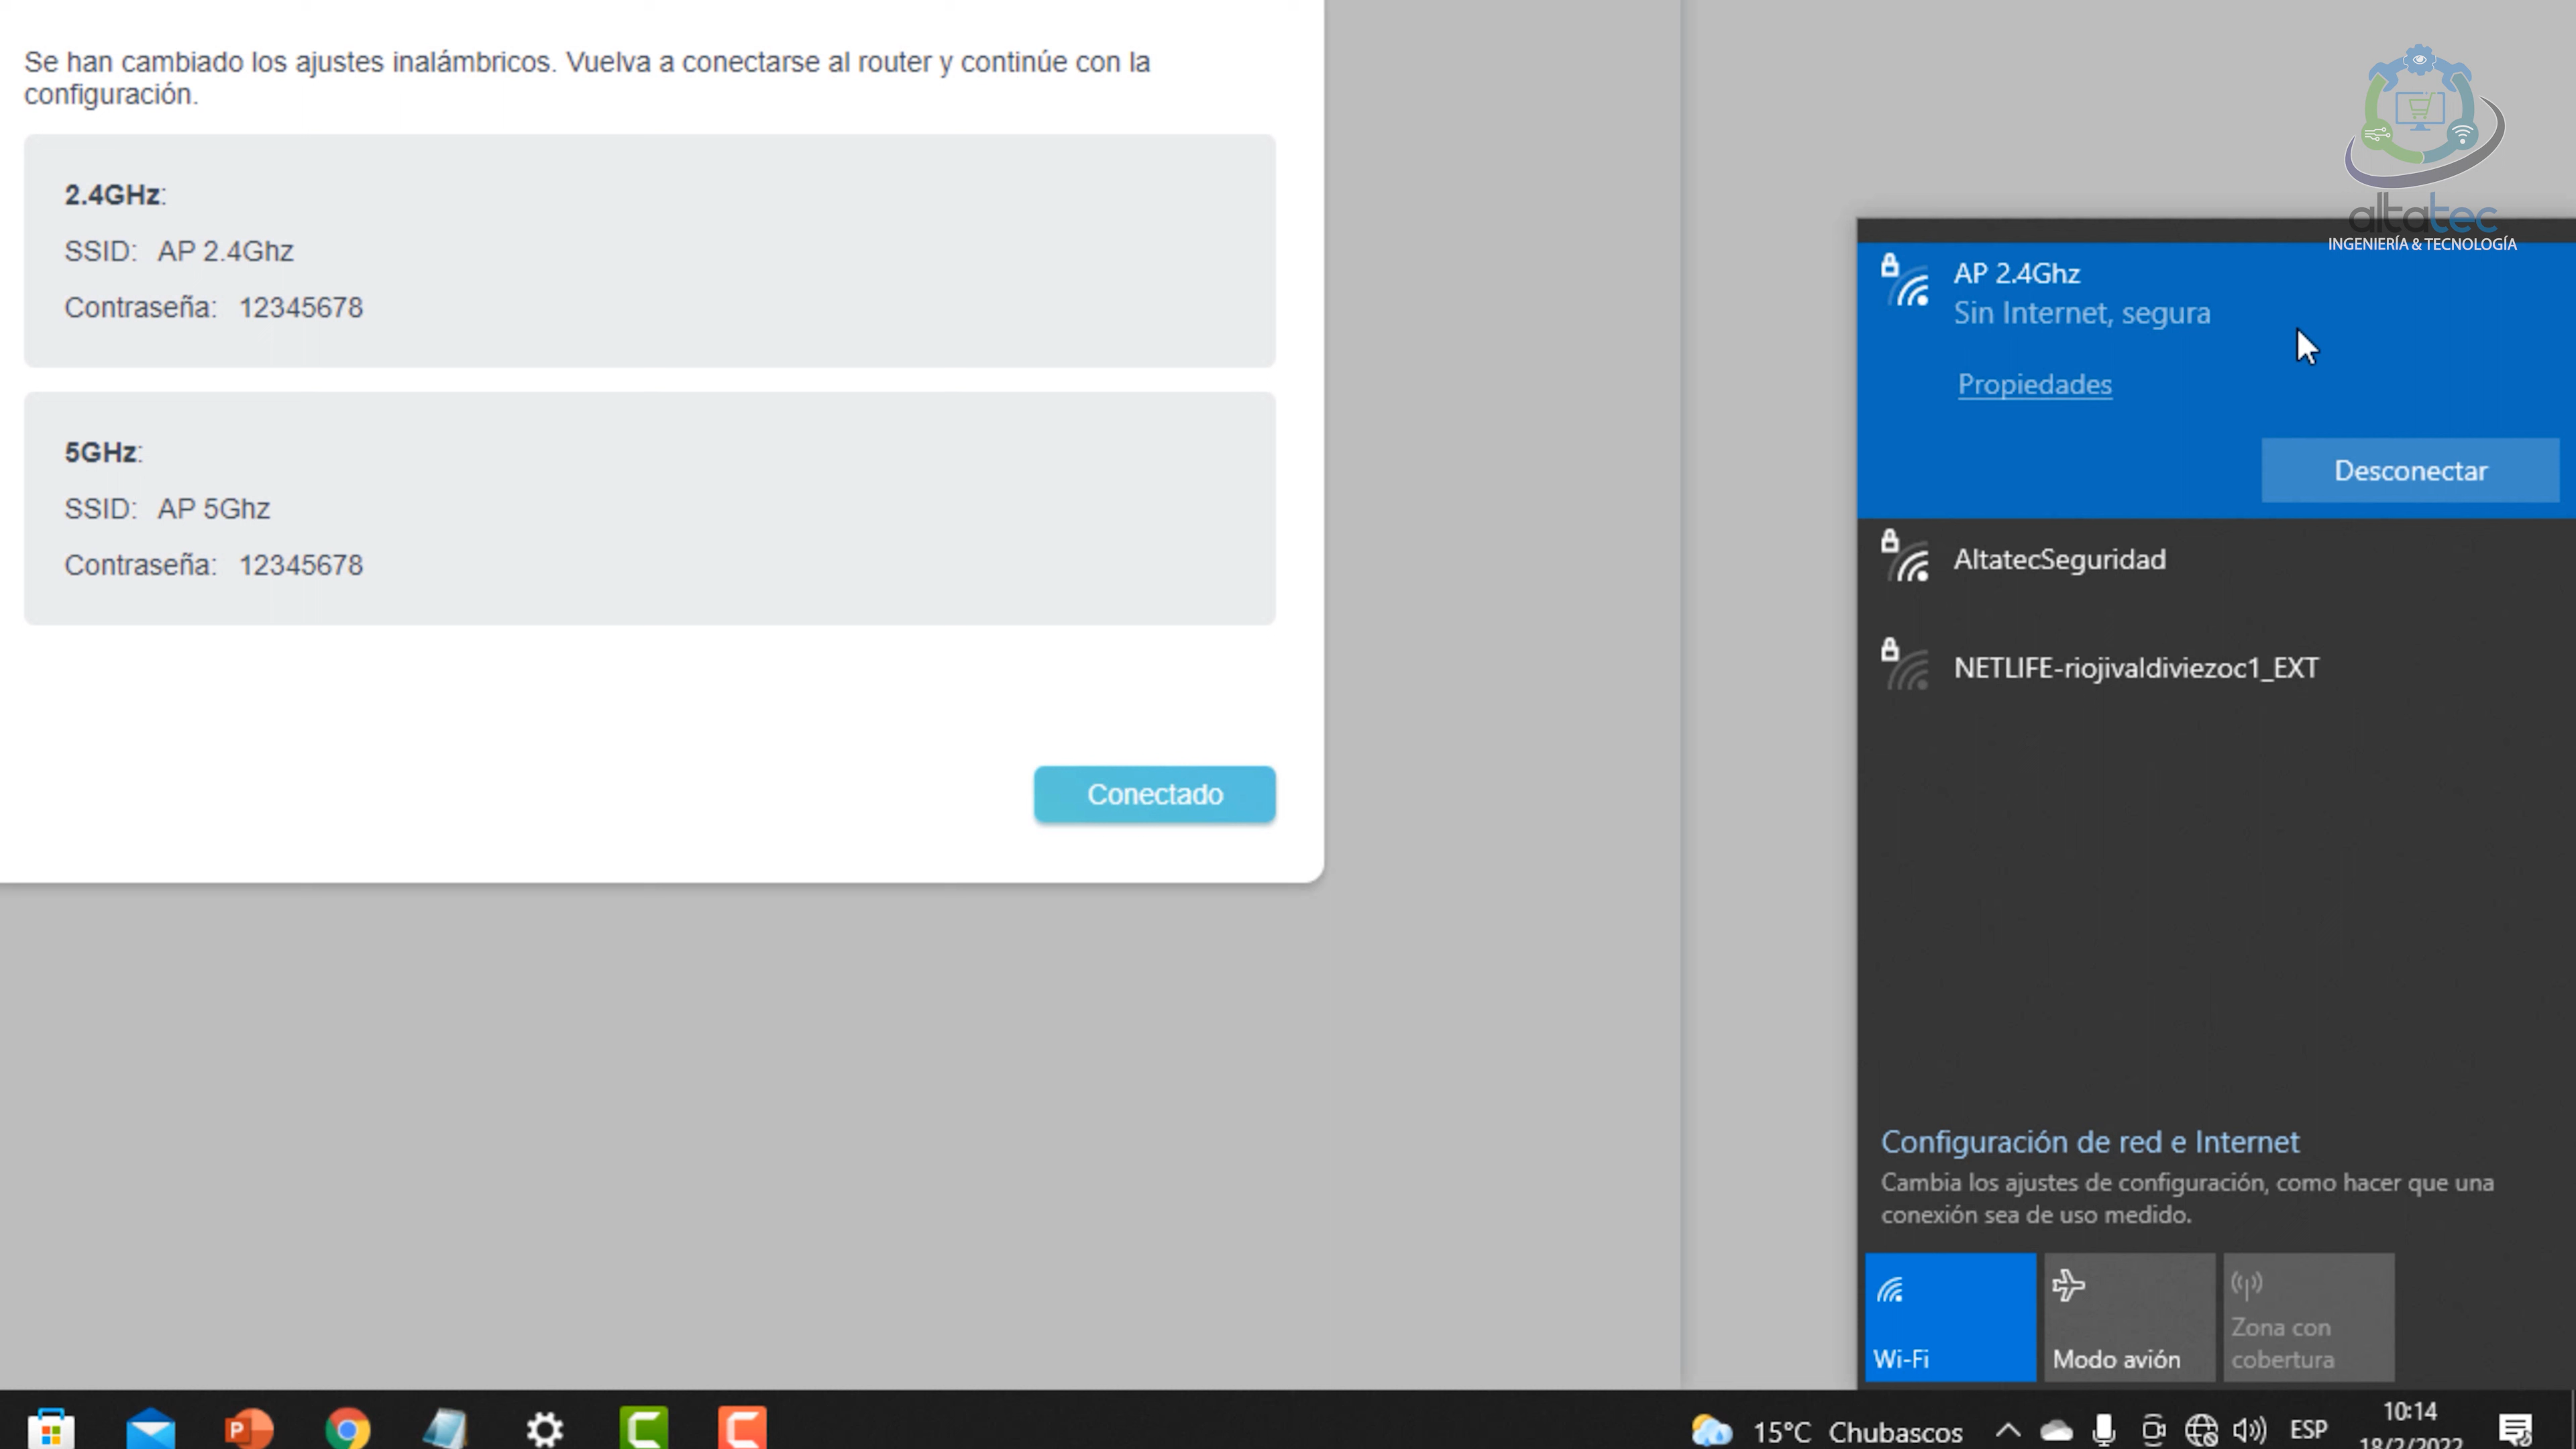 Se han cambiado los ajustes inalámbricos. Vuelva a conectarse al router y continúe con la
configuración.
2.4GHz:
SSID: AP 2.4Ghz
Contraseña: 12345678
5GHz:
SSID: AP 5Ghz
Contraseña: 12345678
Conectado
altatec
INGENIERÍA & TECNOLOGÍA
AP 2.4Ghz
Sin Internet, segura
Propiedades
Desconectar
AltatecSeguridad
NETLIFE-riojivaldiviezoc1_EXT
Configuración de red e Internet
Cambia los ajustes de configuración, como hacer que una
conexión sea de uso medido.
Wi-Fi
Modo avión
Zona con
cobertura
15°C Chubascos
ESP
10:14
18/2/2022